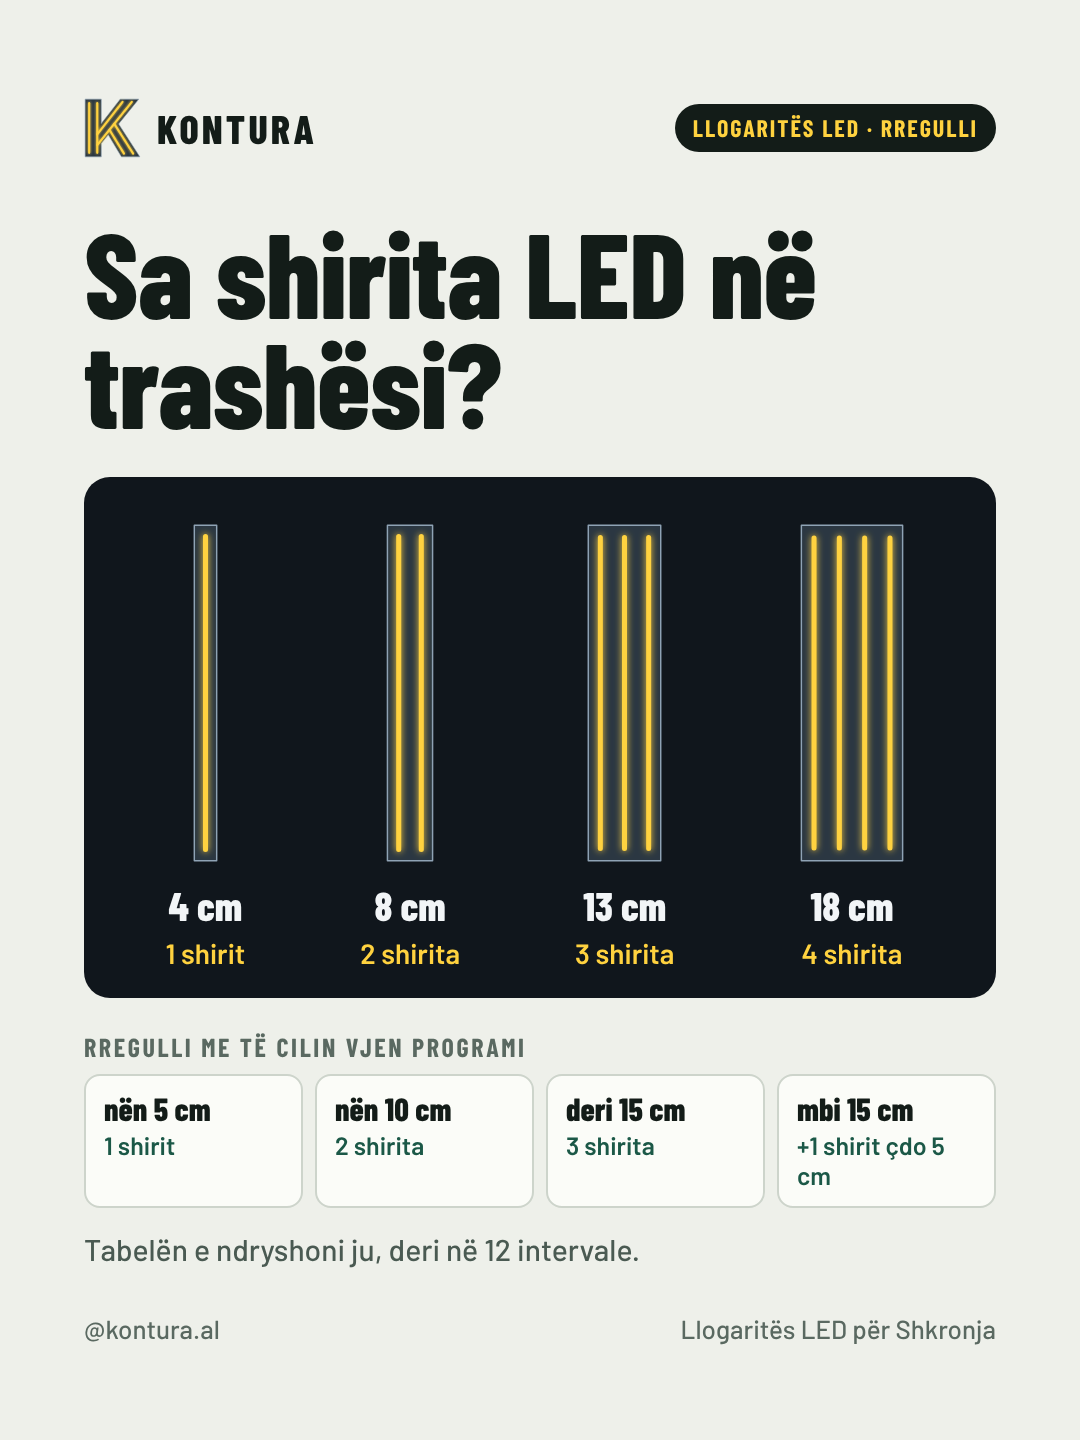 KONTURA
LLOGARITËS LED · RREGULLI
Sa shirita LED në
trashësi?
4 cm
1 shirit
8 cm
2 shirita
13 cm
3 shirita
18 cm
4 shirita
RREGULLI ME TË CILIN VJEN PROGRAMI
nën 5 cm
1 shirit
nën 10 cm
2 shirita
deri 15 cm
3 shirita
mbi 15 cm
+1 shirit çdo 5
cm
Tabelën e ndryshoni ju, deri në 12 intervale.
@kontura.al
Llogaritës LED për Shkronja